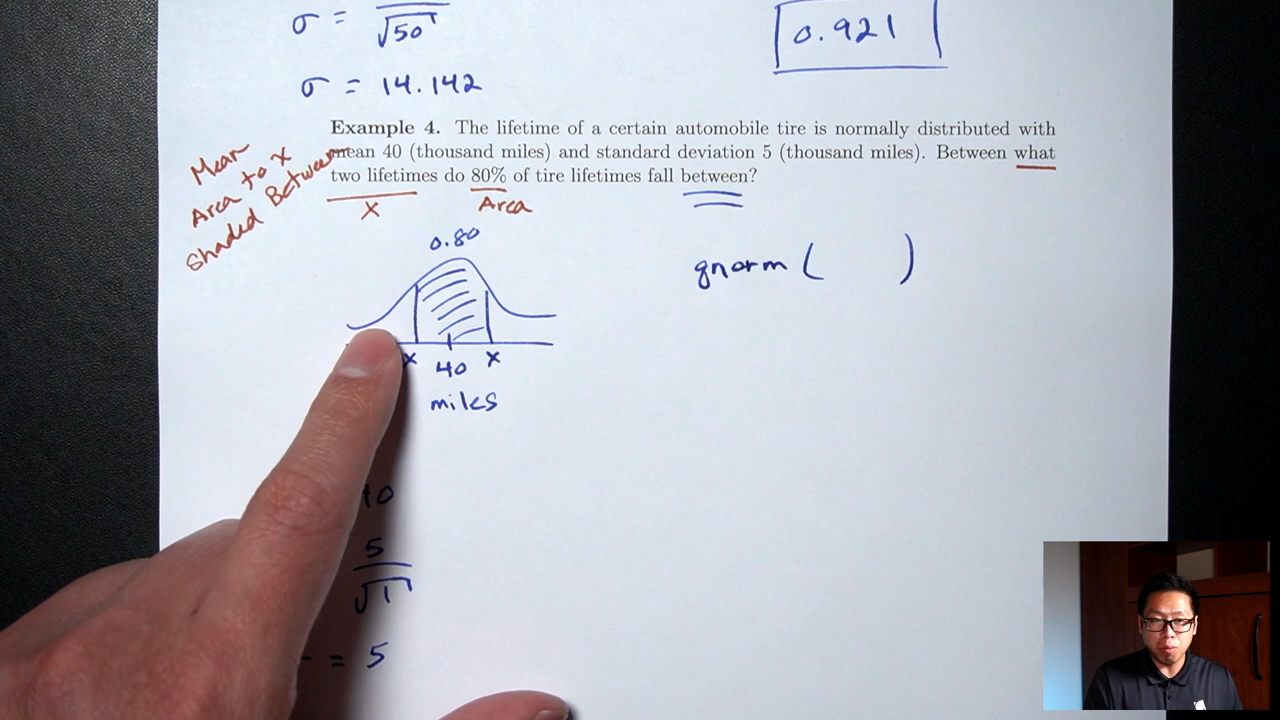 σ =
√50
σ = 14.142
0.921
Example 4. The lifetime of a certain automobile tire is normally distributed with
mean 40 (thousand miles) and standard deviation 5 (thousand miles). Between what
two lifetimes do 80% of tire lifetimes fall between?
Mean
Area to x
Shaded Between
x
Area
0.80
qnorm ( )
x 40 x
miles
5
√1
= 5